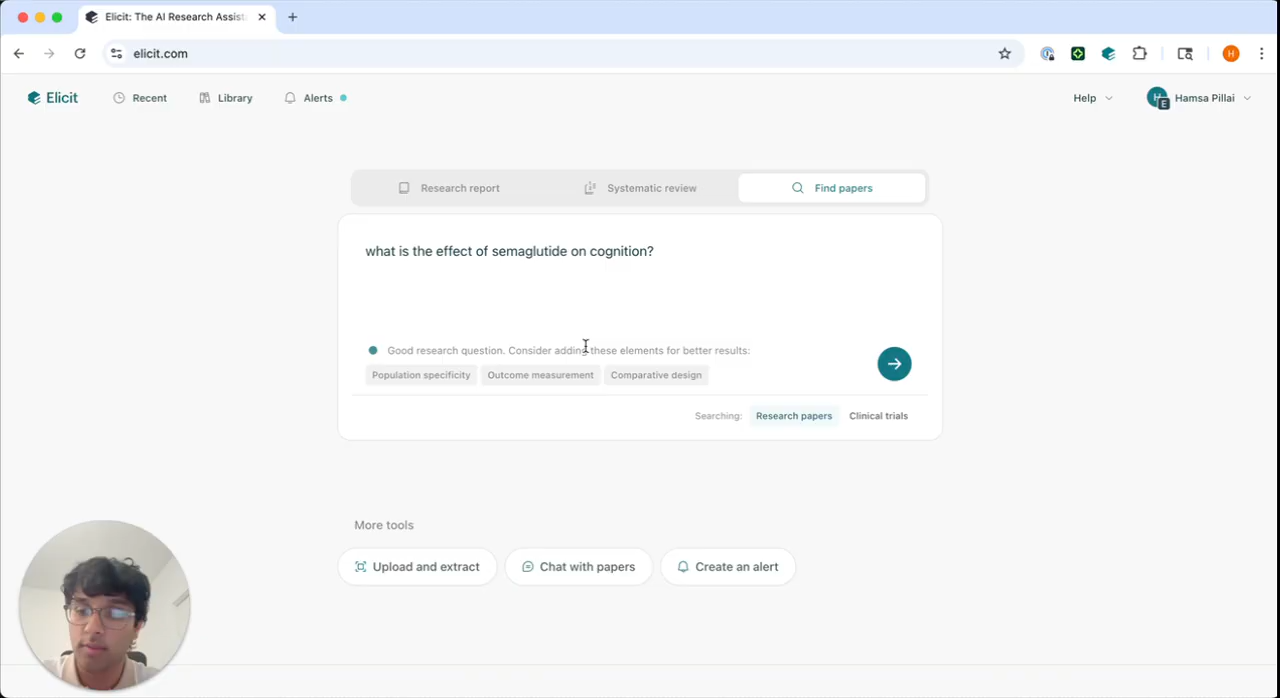 Elicit: The AI Research Assist
elicit.com
H
Elicit
Recent
Library
Alerts
Help
H
E
Hamsa Pillai
Research report
Systematic review
Find papers
what is the effect of semaglutide on cognition?
Good research question. Consider adding these elements for better results:
Population specificity
Outcome measurement
Comparative design
Searching:
Research papers
Clinical trials
More tools
Upload and extract
Chat with papers
Create an alert